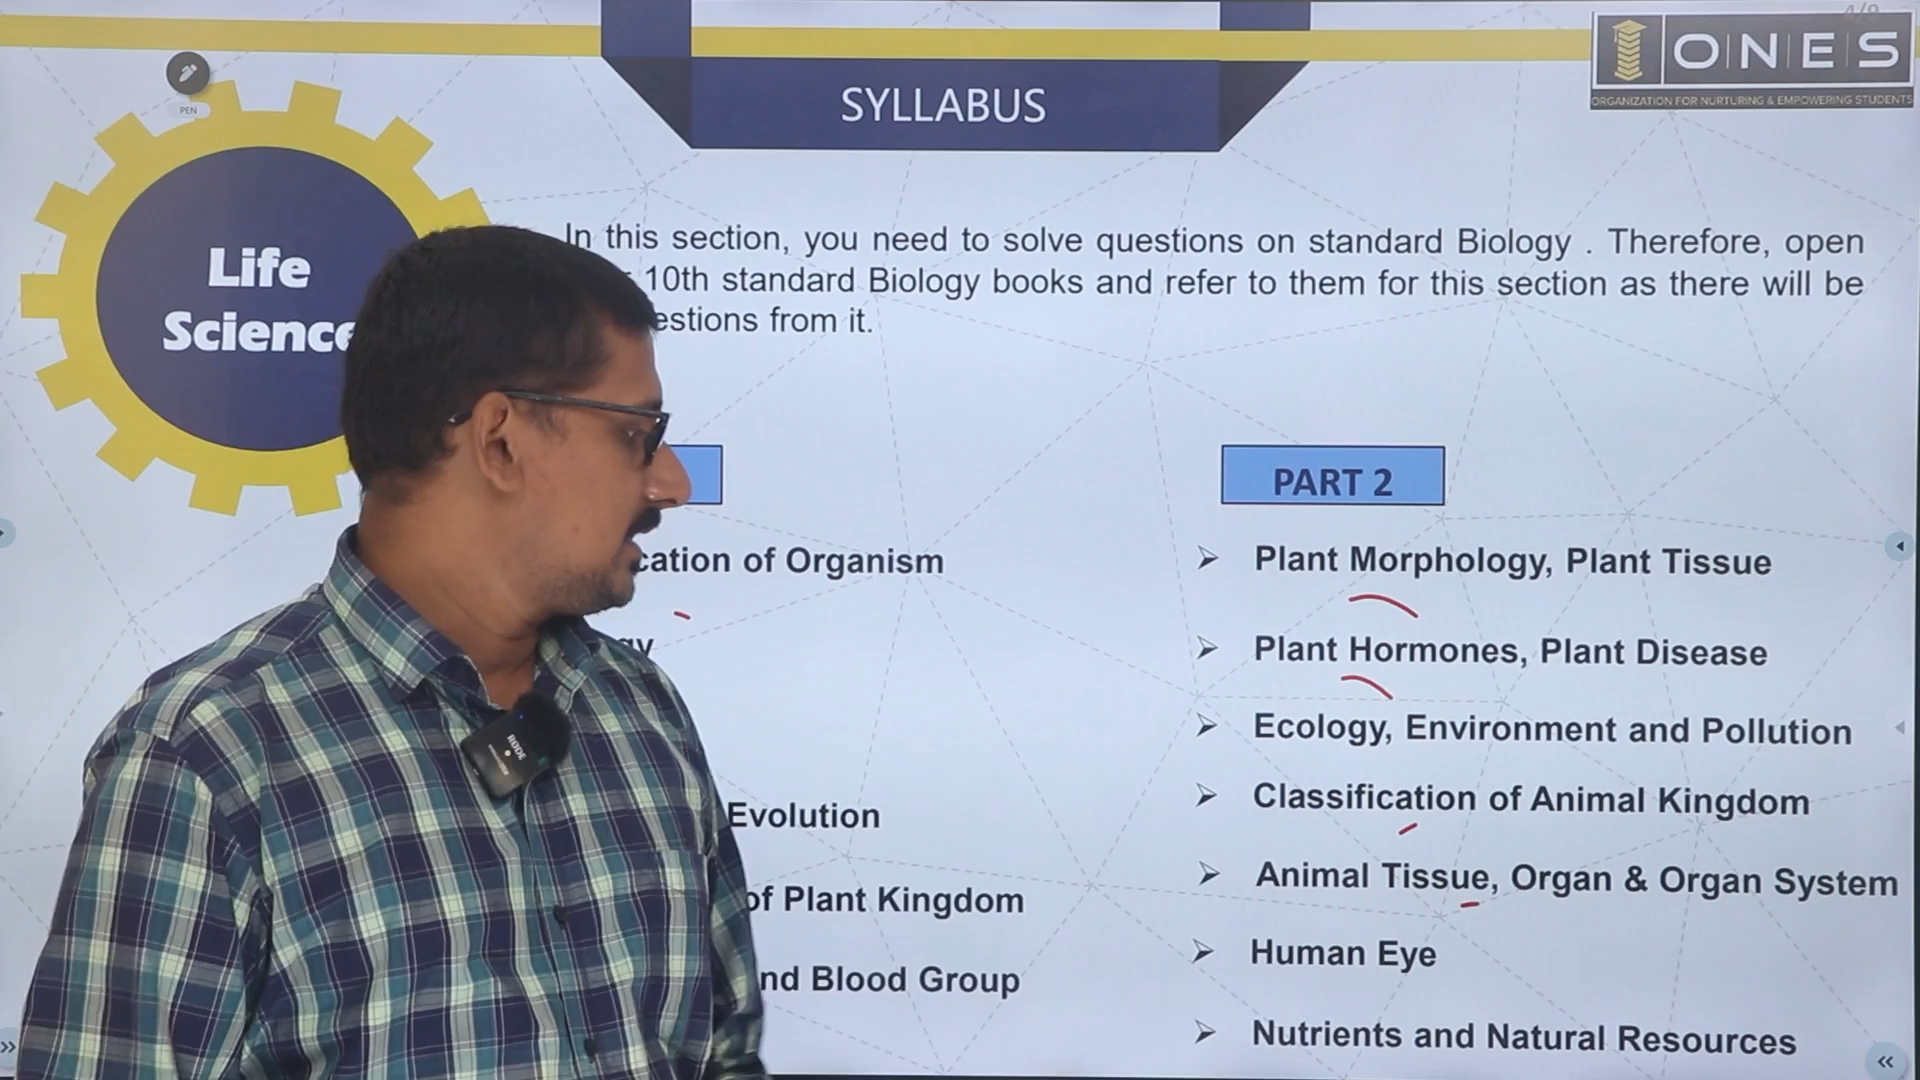 4/9
O|N|E|S
ORGANIZATION FOR NURTURING & EMPOWERING STUDENTS
PEN
SYLLABUS
Life
Science
In this section, you need to solve questions on standard Biology . Therefore, open
10th standard Biology books and refer to them for this section as there will be
estions from it.
cation of Organism
gy
Evolution
of Plant Kingdom
nd Blood Group
PART 2
Plant Morphology, Plant Tissue
Plant Hormones, Plant Disease
Ecology, Environment and Pollution
Classification of Animal Kingdom
Animal Tissue, Organ & Organ System
Human Eye
Nutrients and Natural Resources
RØDE